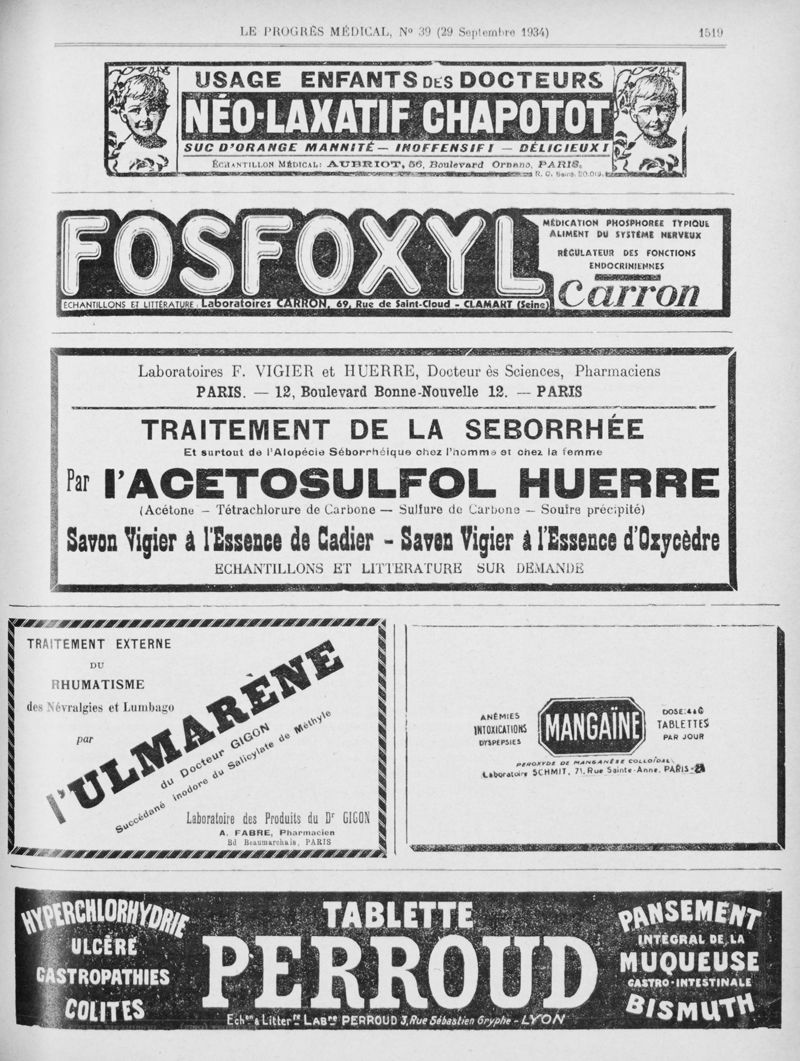 LE PROGRÈS MÉDICAL, Nº 39 (29 Septembre 1934)
1519
USAGE ENFANTS DES DOCTEURS
NÉO-LAXATIF CHAPOTOT
SUC D'ORANGE MANNITÉ — INOFFENSIF! — DÉLICIEUX!
ÉCHANTILLON MÉDICAL: AUBRIOT, 56, Boulevard Ornano, PARIS.
R. C. Seine,
FOSFOXYL
MÉDICATION PHOSPHORÉE TYPIQUE
ALIMENT DU SYSTÈME NERVEUX
RÉGULATEUR DES FONCTIONS
ENDOCRINIENNES
Carron
ÉCHANTILLONS ET LITTÉRATURE: Laboratoires CARRON, 69, Rue de Saint-Cloud - CLAMART (Seine)
Laboratoires F. VIGIER et HUERRE, Docteur ès Sciences, Pharmaciens
PARIS. — 12, Boulevard Bonne-Nouvelle 12. — PARIS
TRAITEMENT DE LA SEBORRHÉE
Et surtout de l'Alopécie Séborrhéique chez l'homme et chez la femme
Par l'ACETOSULFOL HUERRE
(Acétone — Tétrachlorure de Carbone — Sulfure de Carbone — Soufre précipité)
Savon Vigier à l'Essence de Cadier - Savon Vigier à l'Essence d'Oxycèdre
ECHANTILLONS ET LITTERATURE SUR DEMANDE
TRAITEMENT EXTERNE
DU
RHUMATISME
des Névralgies et Lumbago
par
l'ULMARÈNE
du Docteur GIGON
Succédané inodore du Salicylate de Méthyle
Laboratoire des Produits du Dr GIGON
A. FABRE, Pharmacien
Bd Beaumarchais, PARIS
ANÉMIES
INTOXICATIONS
DYSPEPSIES
MANGAÏNE
DOSE: 4 à 6
TABLETTES
PAR JOUR
PEROXYDE DE MANGANÈSE COLLOÏDAL
Laboratoire SCHMIT, 71, Rue Sainte-Anne, PARIS-2
HYPERCHLORHYDRIE
ULCÈRE
GASTROPATHIES
COLITES
TABLETTE
PERROUD
Echons & Littérre LABres PERROUD 3, Rue Sébastien Gryphe - LYON
PANSEMENT
INTÉGRAL DE LA
MUQUEUSE
GASTRO-INTESTINALE
BISMUTH